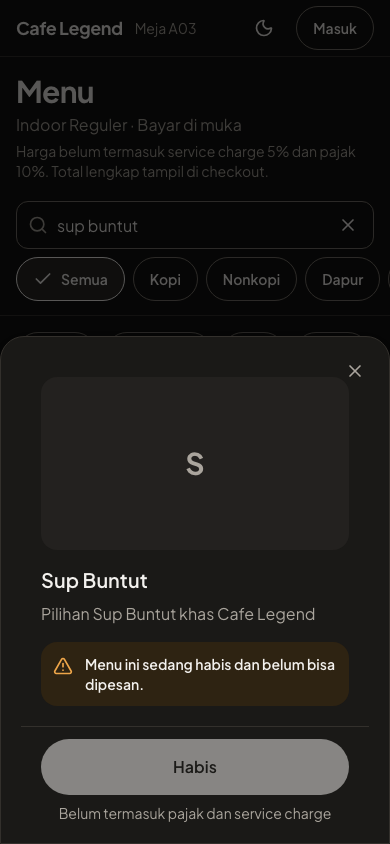 Cafe Legend Meja A03 Masuk
Menu
Indoor Reguler · Bayar di muka
Harga belum termasuk service charge 5% dan pajak
10%. Total lengkap tampil di checkout.
sup buntut
Semua Kopi Nonkopi Dapur
S
Sup Buntut
Pilihan Sup Buntut khas Cafe Legend
Menu ini sedang habis dan belum bisa
dipesan.
Habis
Belum termasuk pajak dan service charge